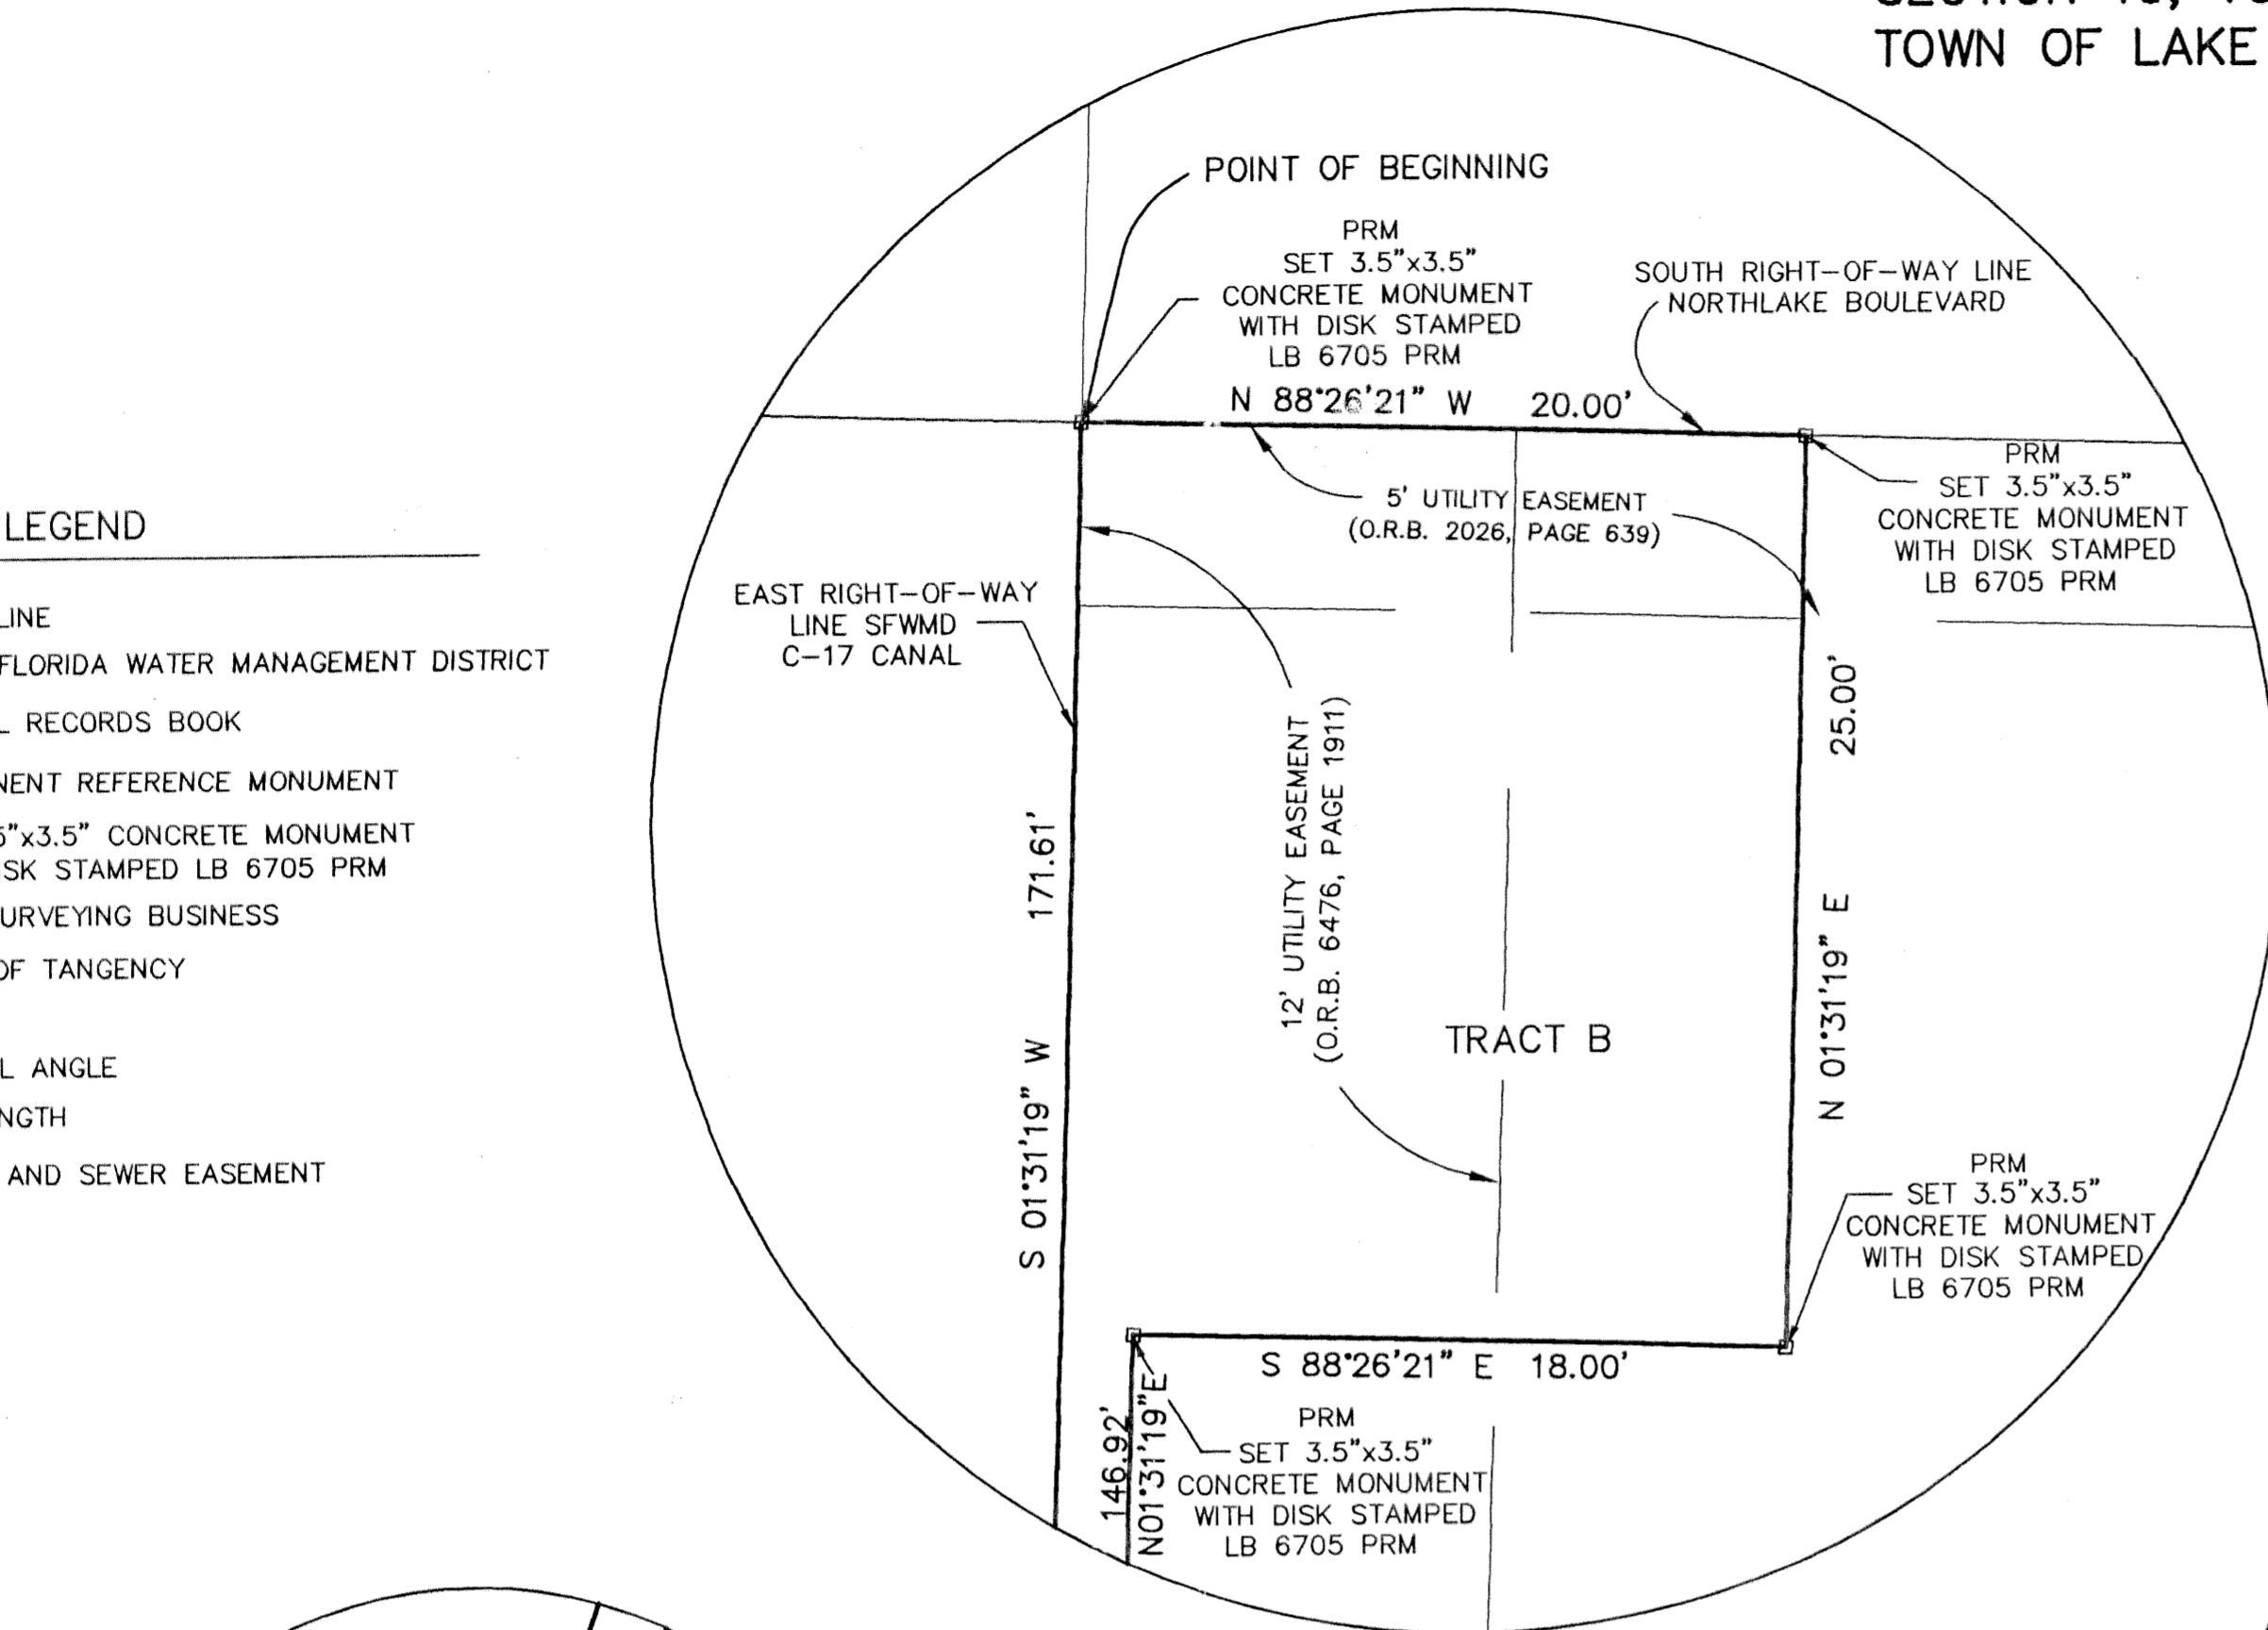 TOWN OF LAKE
POINT OF BEGINNING
PRM
SET 3.5"x3.5"
CONCRETE MONUMENT
WITH DISK STAMPED
LB 6705 PRM
SOUTH RIGHT-OF-WAY LINE
NORTHLAKE BOULEVARD
N 88°26'21" W 20.00'
PRM
SET 3.5"x3.5"
CONCRETE MONUMENT
WITH DISK STAMPED
LB 6705 PRM
5' UTILITY EASEMENT
(O.R.B. 2026, PAGE 639)
LEGEND
LINE
FLORIDA WATER MANAGEMENT DISTRICT
RECORDS BOOK
NENT REFERENCE MONUMENT
5"x3.5" CONCRETE MONUMENT
ISK STAMPED LB 6705 PRM
URVEYING BUSINESS
OF TANGENCY
L ANGLE
NGTH
AND SEWER EASEMENT
EAST RIGHT-OF-WAY
LINE SFWMD
C-17 CANAL
S 01°31'19" W 171.61'
12' UTILITY EASEMENT
(O.R.B. 6476, PAGE 1911)
TRACT B
N 01°31'19" E 25.00'
PRM
SET 3.5"x3.5"
CONCRETE MONUMENT
WITH DISK STAMPED
LB 6705 PRM
S 88°26'21" E 18.00'
146.92'
N01°31'19"E
PRM
SET 3.5"x3.5"
CONCRETE MONUMENT
WITH DISK STAMPED
LB 6705 PRM